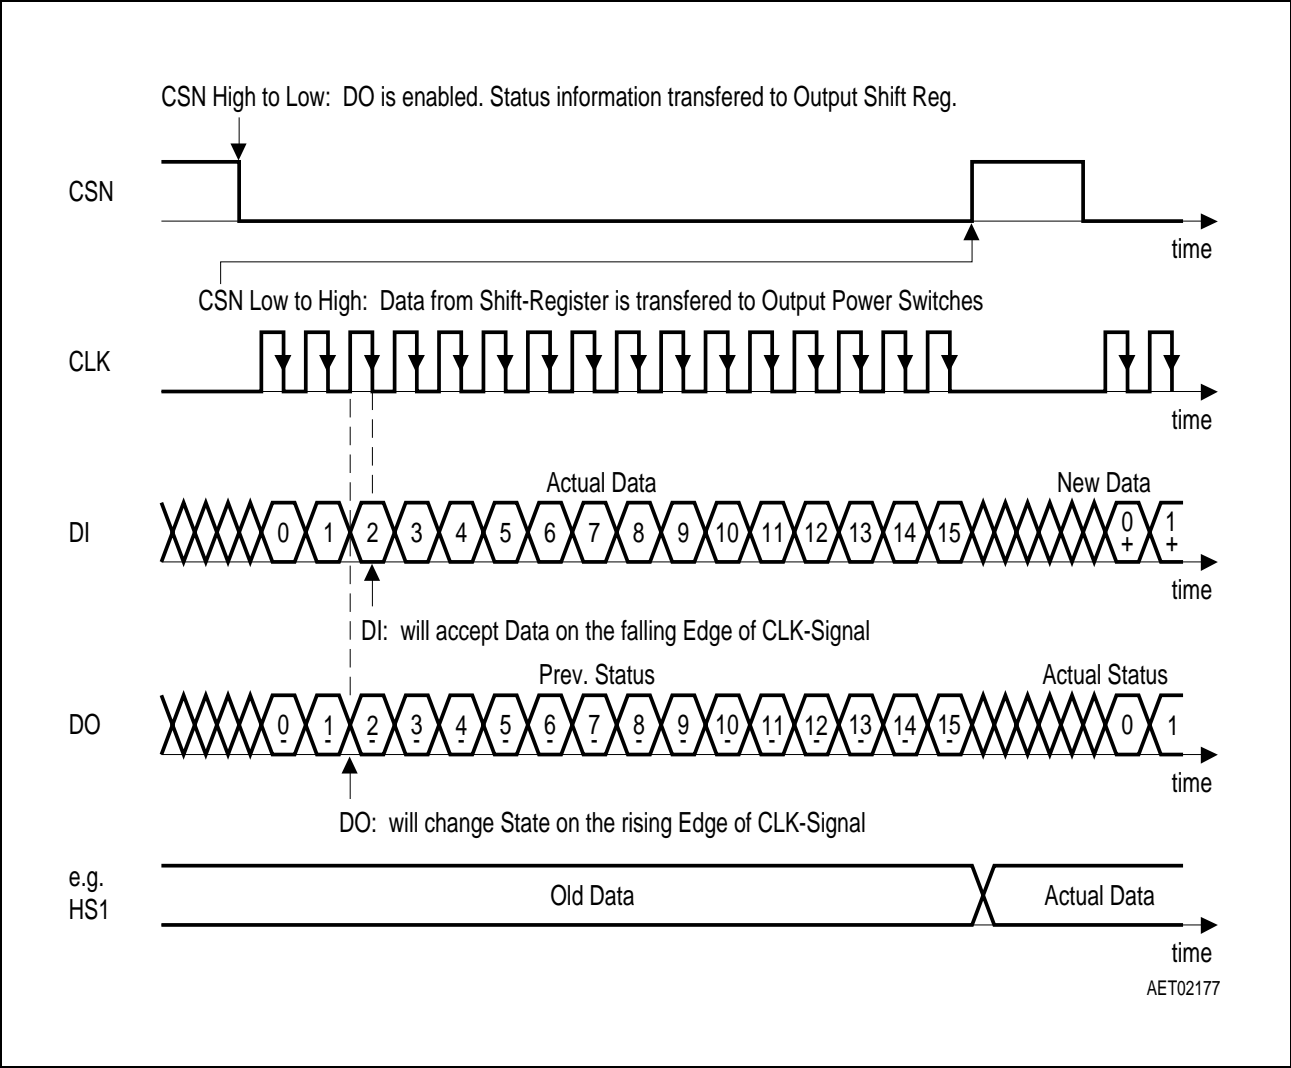 CSN High to Low: DO is enabled. Status information transfered to Output Shift Reg.
CSN
time
CSN Low to High: Data from Shift-Register is transfered to Output Power Switches
CLK
time
Actual Data
New Data
DI
0 1 2 3 4 5 6 7 8 9 10 11 12 13 14 15 0 1
+ +
time
DI: will accept Data on the falling Edge of CLK-Signal
Prev. Status
Actual Status
DO
0 1 2 3 4 5 6 7 8 9 10 11 12 13 14 15 0 1
- - - - - - - - - - - - - - - -
time
DO: will change State on the rising Edge of CLK-Signal
e.g.
HS1
Old Data
Actual Data
time
AET02177